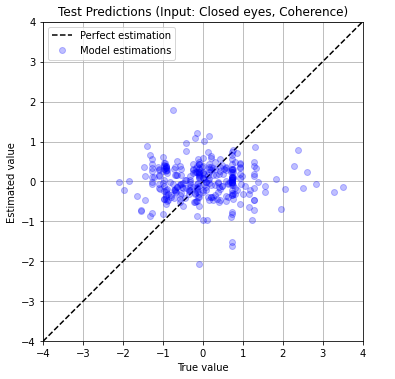 Test Predictions (Input: Closed eyes, Coherence)
Perfect estimation
Model estimations
Estimated value
4
3
2
1
0
−1
−2
−3
−4
−4 −3 −2 −1 0 1 2 3 4
True value